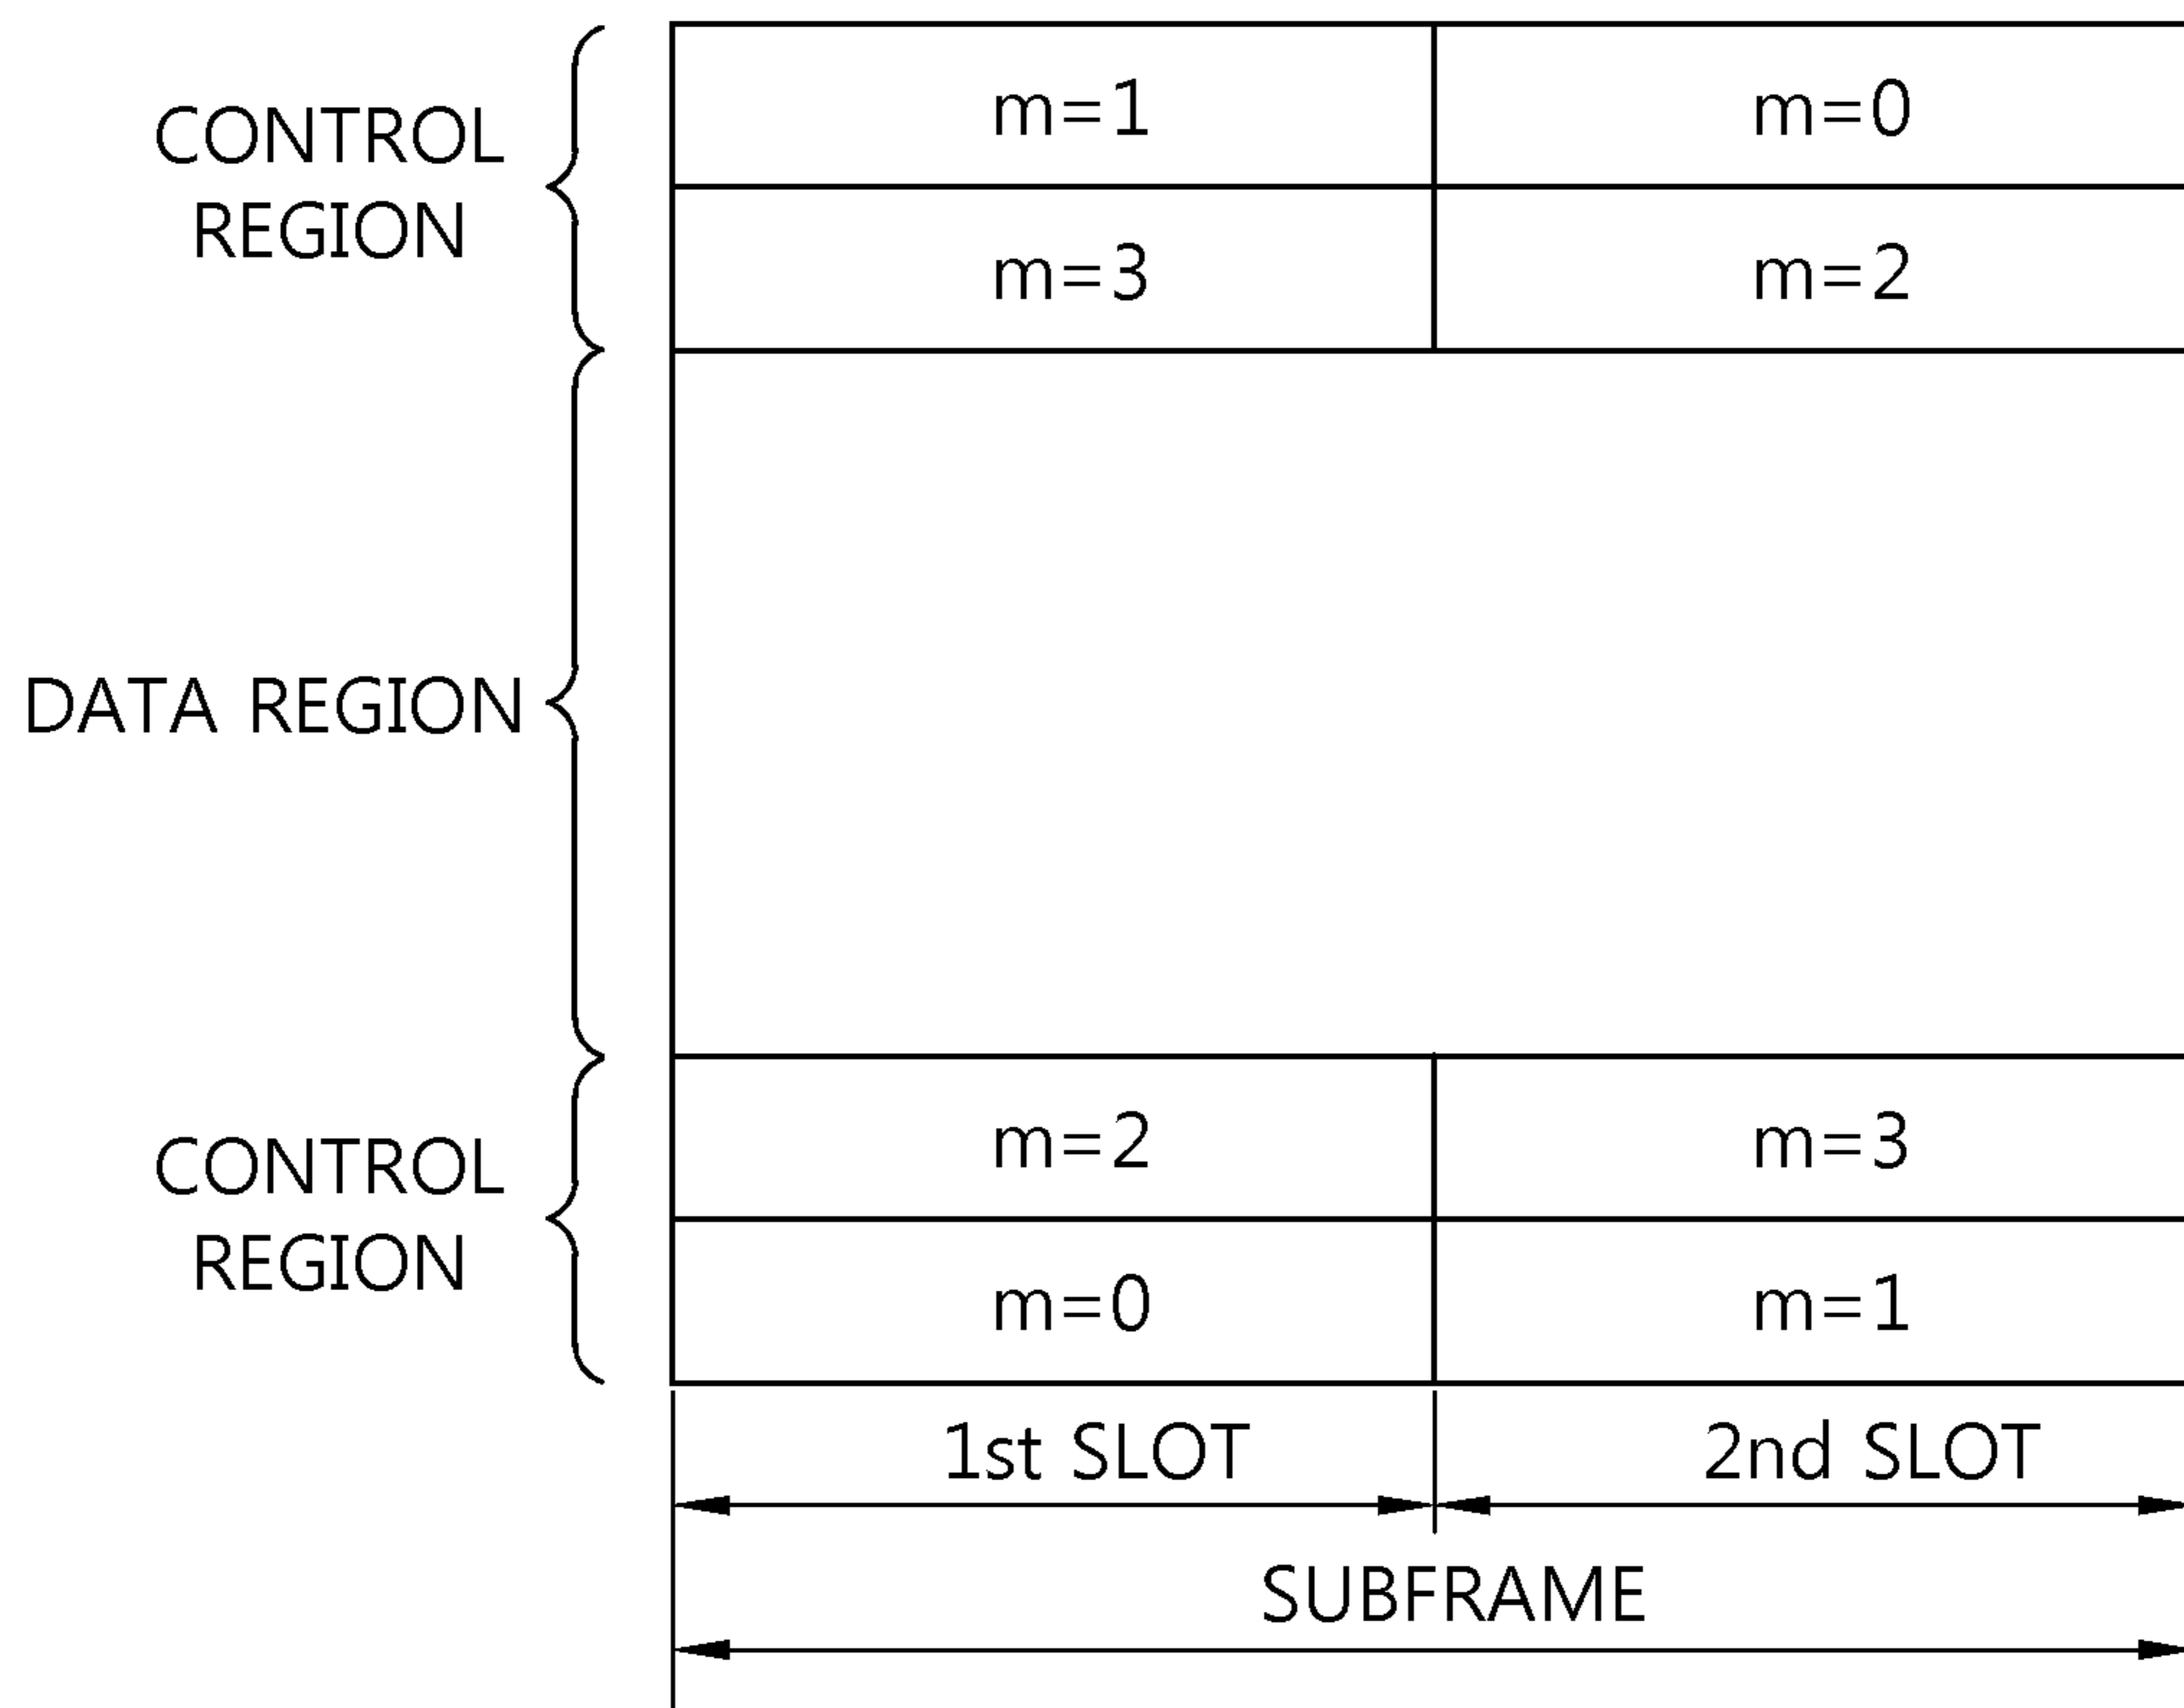 m=1 m=0
CONTROL
REGION
m=3 m=2
DATA REGION
m=2 m=3
CONTROL
REGION
m=0 m=1
1st SLOT 2nd SLOT
SUBFRAME